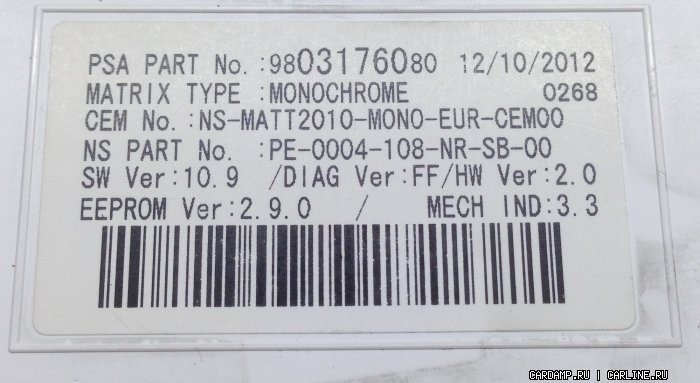 PSA PART No.:9803176080 12/10/2012
MATRIX TYPE :MONOCHROME 0268
CEM No.:NS-MATT2010-MONO-EUR-CEM00
NS PART No. :PE-0004-108-NR-SB-00
SW Ver:10.9 /DIAG Ver:FF/HW Ver:2.0
EEPROM Ver:2.9.0 / MECH IND:3.3
CARDAMP.RU | CARLINE.RU